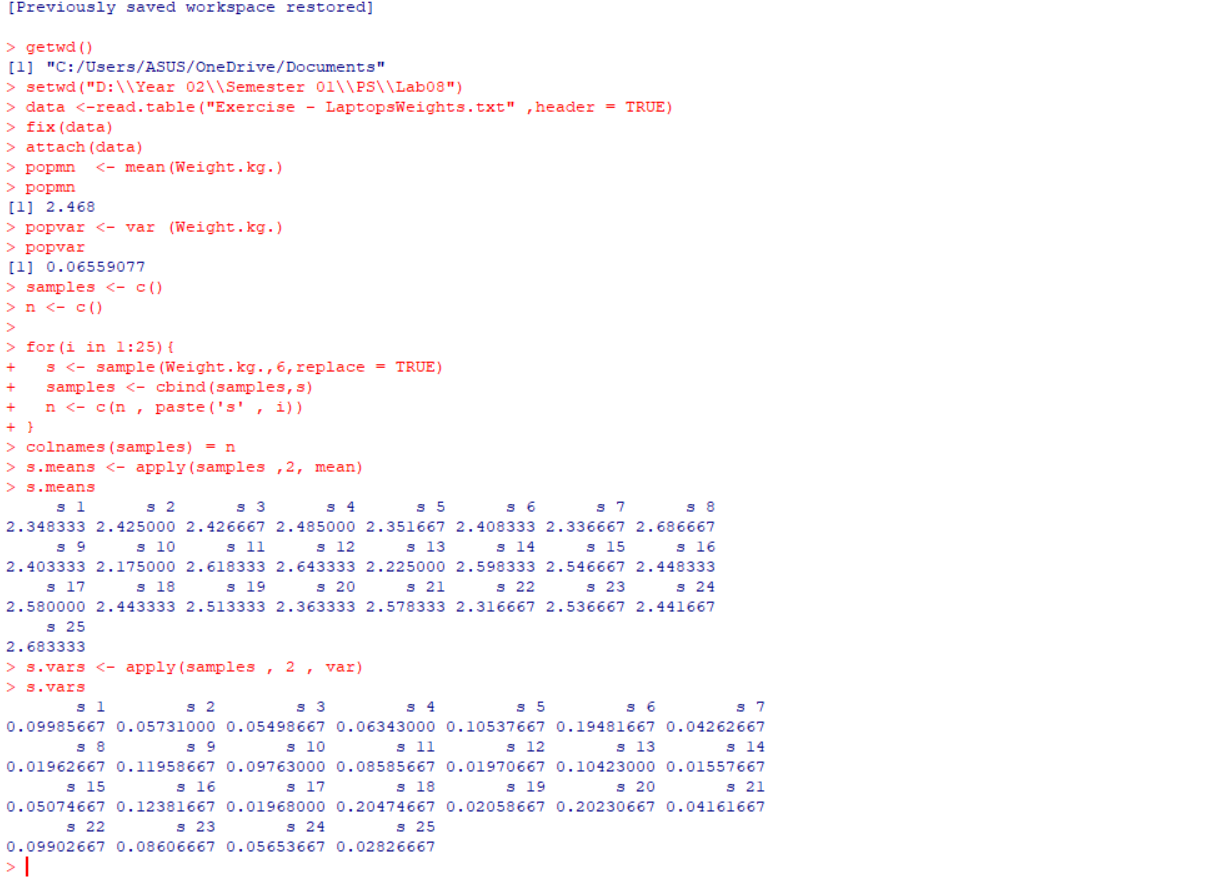 [Previously saved workspace restored]
> getwd()
[1] "C:/Users/ASUS/OneDrive/Documents"
> setwd("D:\\Year 02\\Semester 01\\PS\\Lab08")
> data <-read.table("Exercise - LaptopsWeights.txt" ,header = TRUE)
> fix(data)
> attach(data)
> popmn  <- mean(Weight.kg.)
> popmn
[1] 2.468
> popvar <- var (Weight.kg.)
> popvar
[1] 0.06559077
> samples <- c()
> n <- c()
>
> for(i in 1:25){
+   s <- sample(Weight.kg.,6,replace = TRUE)
+   samples <- cbind(samples,s)
+   n <- c(n , paste('s' , i))
+ }
> colnames(samples) = n
> s.means <- apply(samples ,2, mean)
> s.means
     s 1      s 2      s 3      s 4      s 5      s 6      s 7      s 8
2.348333 2.425000 2.426667 2.485000 2.351667 2.408333 2.336667 2.686667
     s 9     s 10     s 11     s 12     s 13     s 14     s 15     s 16
2.403333 2.175000 2.618333 2.643333 2.225000 2.598333 2.546667 2.448333
    s 17     s 18     s 19     s 20     s 21     s 22     s 23     s 24
2.580000 2.443333 2.513333 2.363333 2.578333 2.316667 2.536667 2.441667
    s 25
2.683333
> s.vars <- apply(samples , 2 , var)
> s.vars
       s 1        s 2        s 3        s 4        s 5        s 6        s 7
0.09985667 0.05731000 0.05498667 0.06343000 0.10537667 0.19481667 0.04262667
       s 8        s 9       s 10       s 11       s 12       s 13       s 14
0.01962667 0.11958667 0.09763000 0.08585667 0.01970667 0.10423000 0.01557667
      s 15       s 16       s 17       s 18       s 19       s 20       s 21
0.05074667 0.12381667 0.01968000 0.20474667 0.02058667 0.20230667 0.04161667
      s 22       s 23       s 24       s 25
0.09902667 0.08606667 0.05653667 0.02826667
>